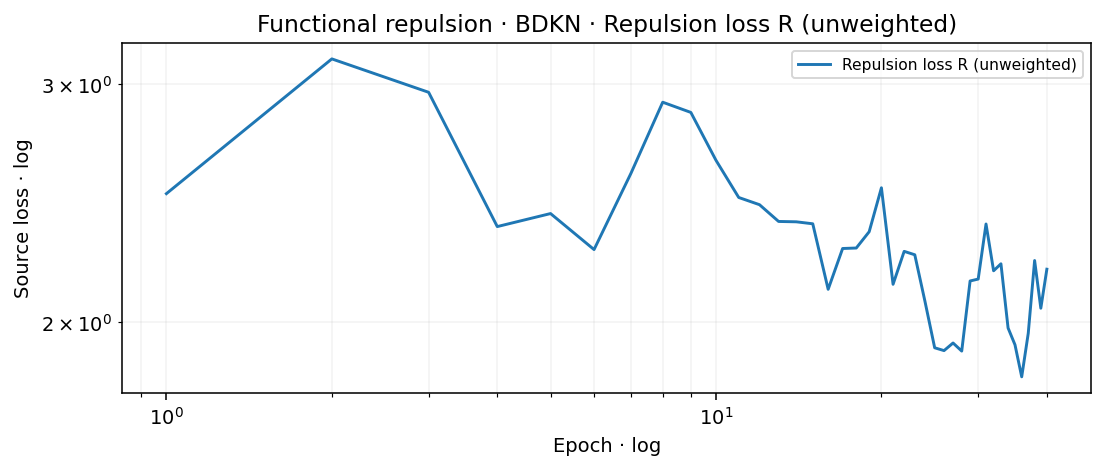 Functional repulsion · BDKN · Repulsion loss R (unweighted)
Repulsion loss R (unweighted)
Source loss · log
3 × 10⁰
2 × 10⁰
10⁰ 10¹
Epoch · log